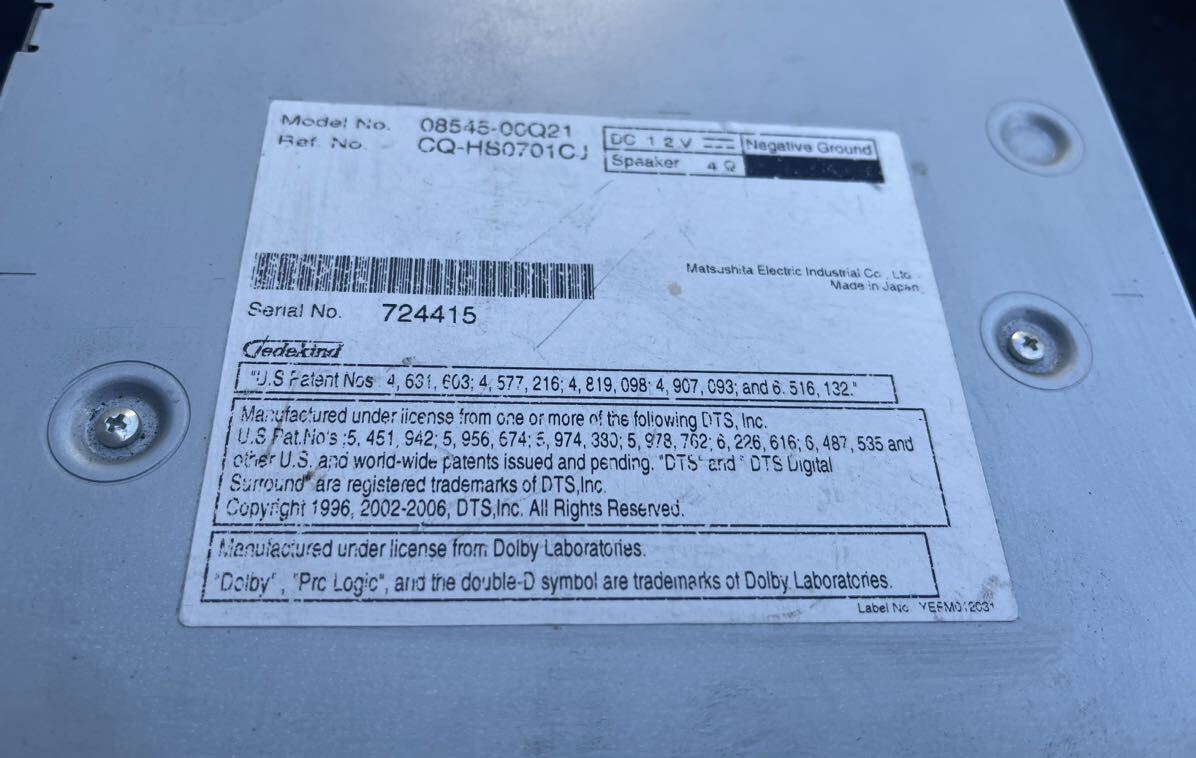 Model No. 08545-00Q21
Ref. No. CQ-HS0701CJ
DC 12V Negative Ground
Speaker 4Ω
Matsushita Electric Industrial Co., Ltd.
Made in Japan
Serial No. 724415
"U.S Patent Nos 4, 631, 603; 4, 577, 216; 4, 819, 098; 4, 907, 093; and 6, 516, 132."
Manufactured under license from one or more of the following DTS, Inc.
U.S Pat.No's :5, 451, 942; 5, 956, 674; 5, 974, 380; 5, 978, 762; 6, 226, 616; 6, 487, 535 and
other U.S. and world-wide patents issued and pending. "DTS" and " DTS Digital
Surround" are registered trademarks of DTS,Inc.
Copyright 1996, 2002-2006, DTS,Inc. All Rights Reserved.
Manufactured under license from Dolby Laboratories.
"Dolby", "Pro Logic", and the double-D symbol are trademarks of Dolby Laboratories.
Label No.